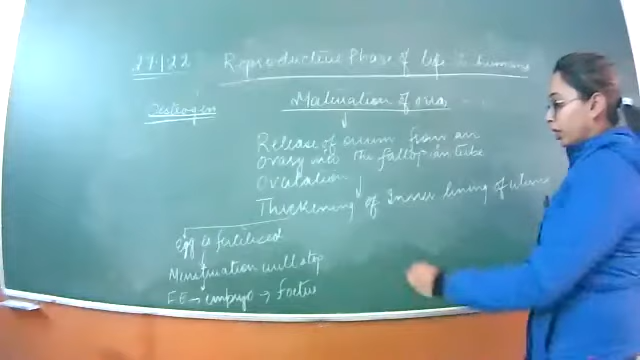 27.1.22 Reproductive Phase of life in humans
Oestrogen
Maturation of ova
Release of ovum from an
ovary into the fallopian tube
Ovulation
Thickening of Inner lining of uterus
egg is fertilised
Menstruation will stop
F.E → embryo → foetus